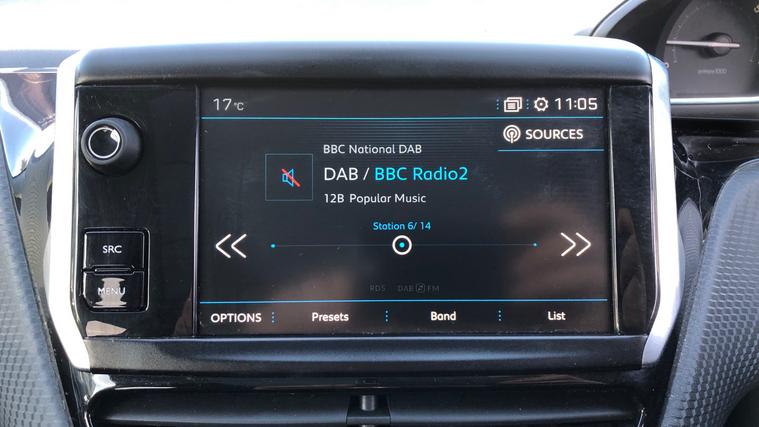 17°C 11:05
SOURCES
BBC National DAB
DAB / BBC Radio2
12B Popular Music
Station 6/ 14
RDS DAB FM
OPTIONS Presets Band List
SRC
MENU